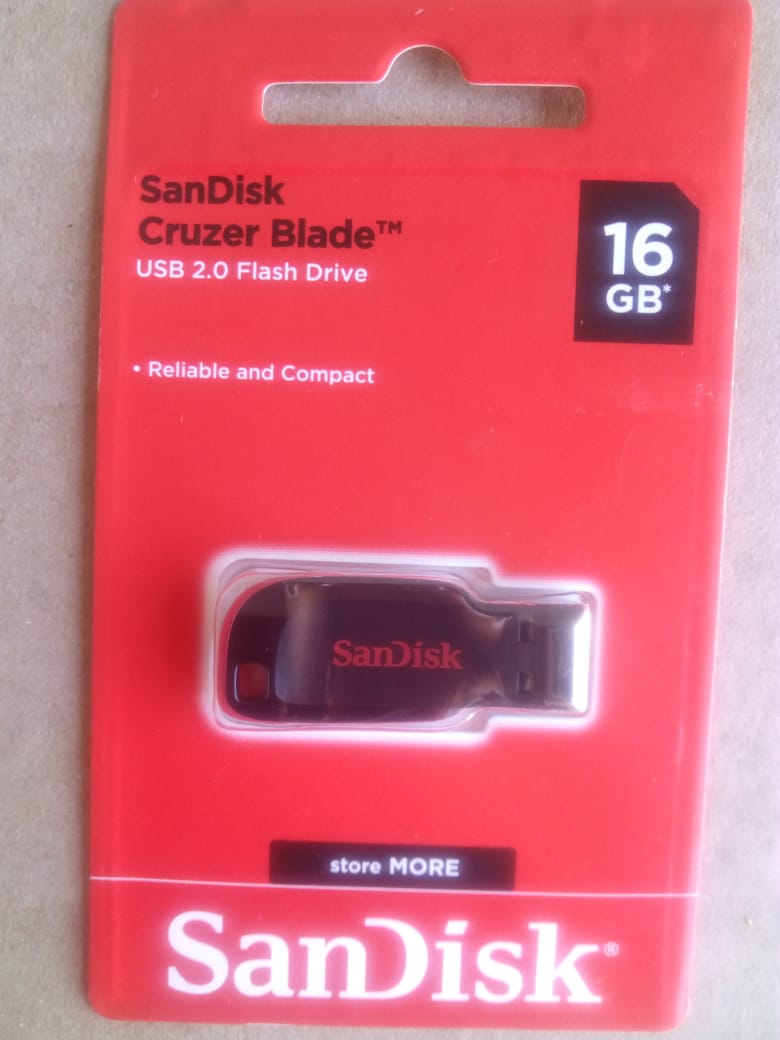 SanDisk
Cruzer Blade™
USB 2.0 Flash Drive
16
GB*
• Reliable and Compact
SanDisk
store MORE
SanDisk®